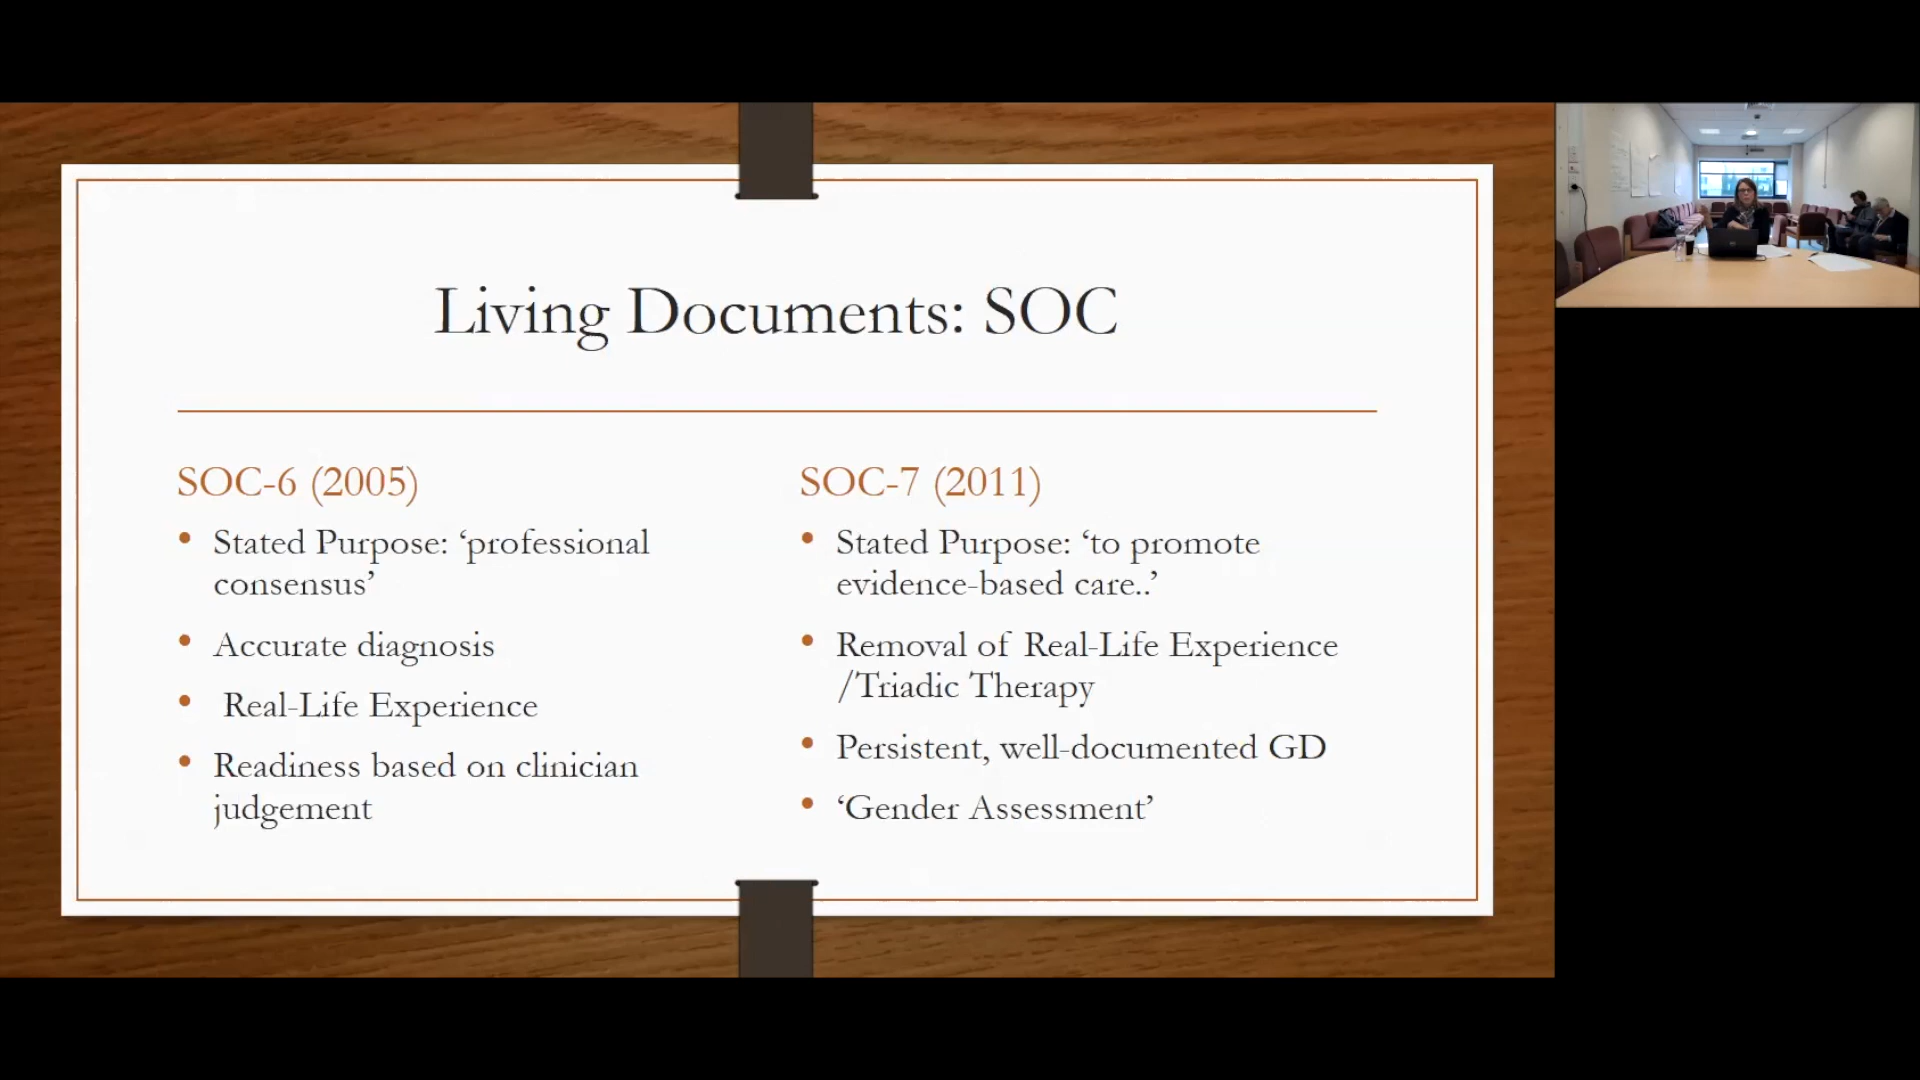 Living Documents: SOC
SOC-6 (2005)
• Stated Purpose: ‘professional
consensus’
• Accurate diagnosis
• Real-Life Experience
• Readiness based on clinician
judgement
SOC-7 (2011)
• Stated Purpose: ‘to promote
evidence-based care..’
• Removal of Real-Life Experience
/Triadic Therapy
• Persistent, well-documented GD
• ‘Gender Assessment’